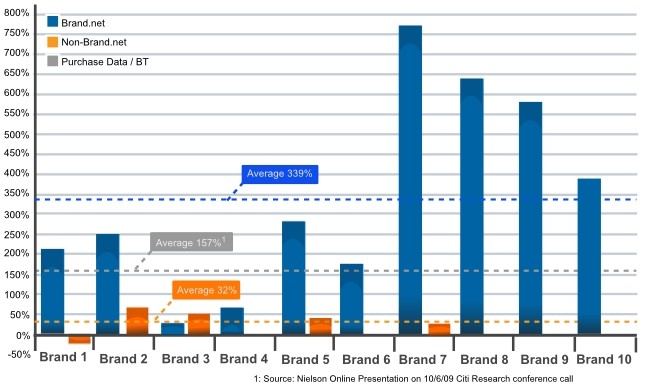 800%
750%
700%
650%
600%
550%
500%
450%
400%
350%
300%
250%
200%
150%
100%
50%
0%
-50%
Brand.net
Non-Brand.net
Purchase Data / BT
Average 339%
Average 157%1
Average 32%
Brand 1 Brand 2 Brand 3 Brand 4 Brand 5 Brand 6 Brand 7 Brand 8 Brand 9 Brand 10
1: Source: Nielson Online Presentation on 10/6/09 Citi Research conference call